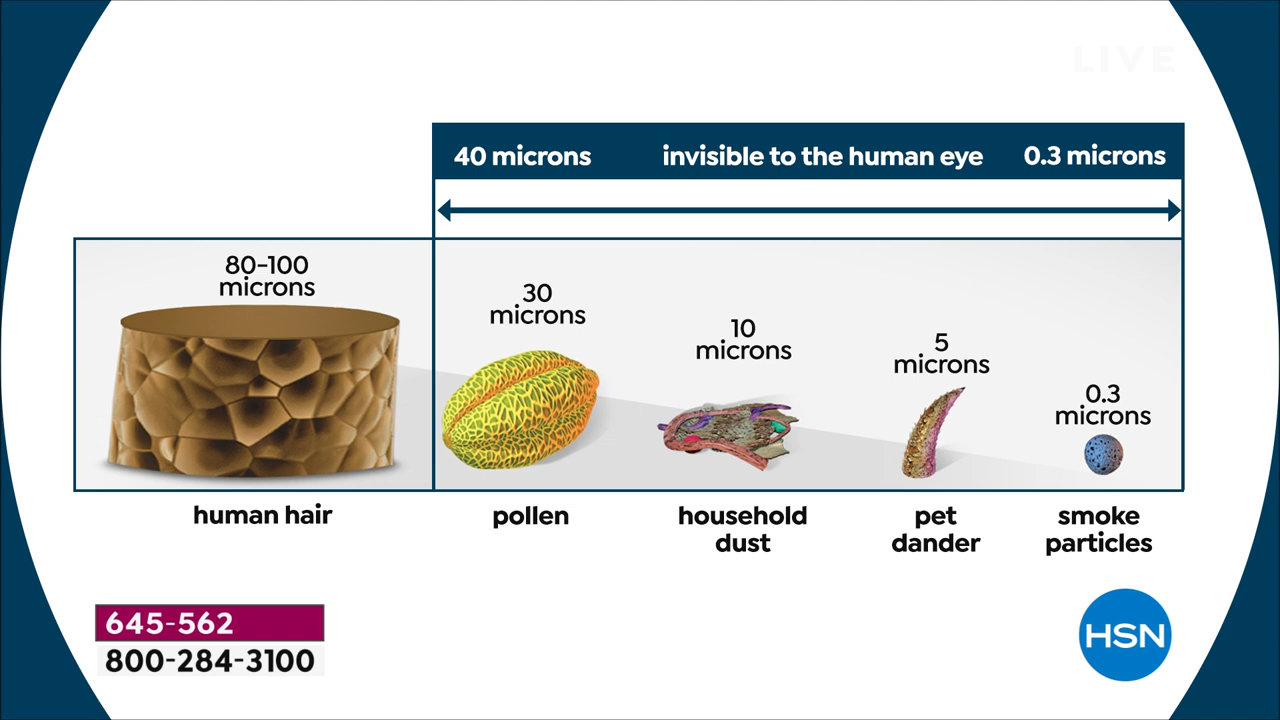 LIVE
40 microns invisible to the human eye 0.3 microns
80-100
microns
30
microns
10
microns
5
microns
0.3
microns
human hair
pollen
household
dust
pet
dander
smoke
particles
645-562
800-284-3100
HSN